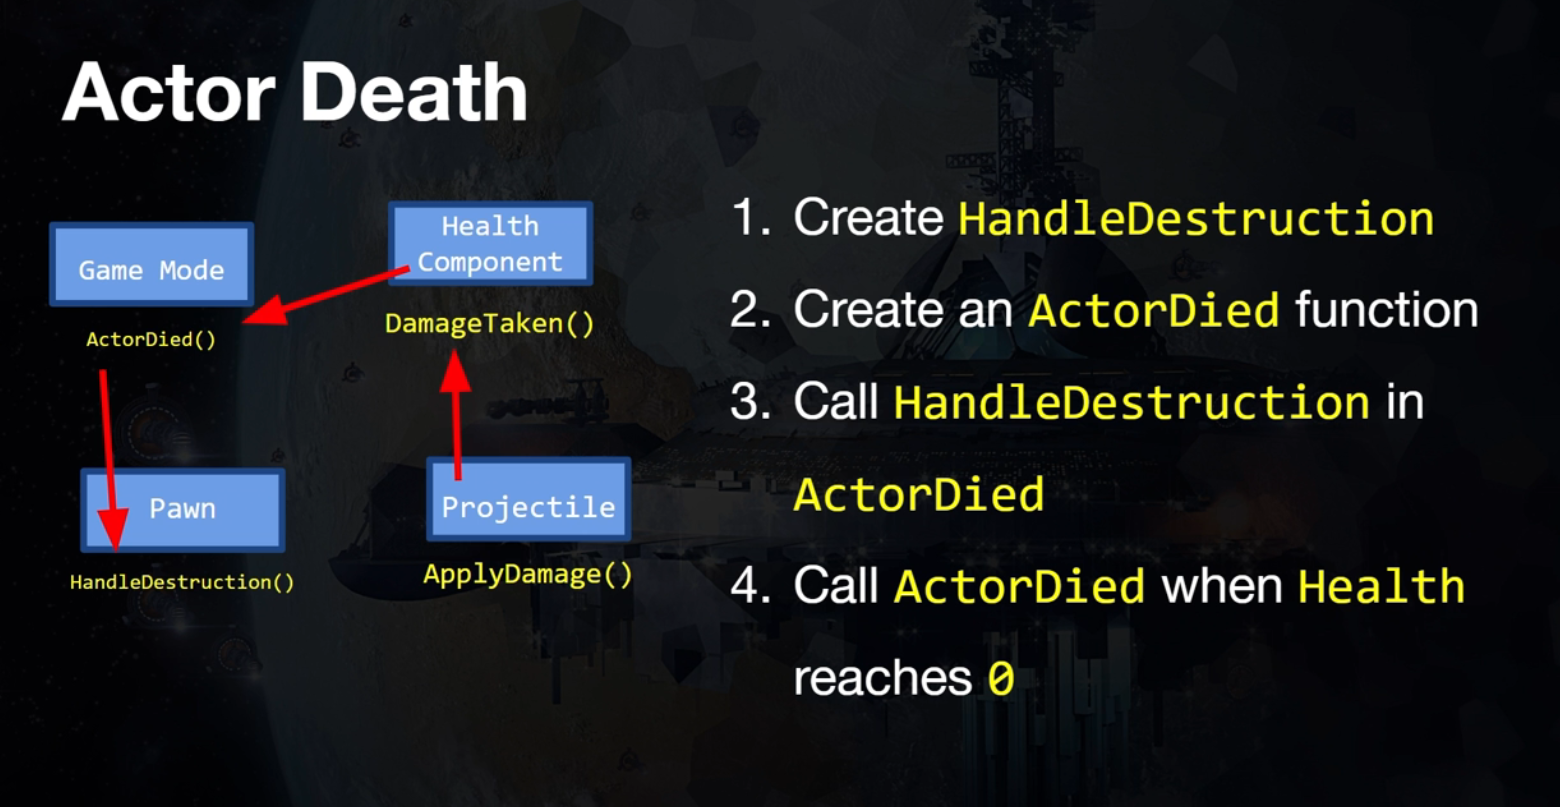 Actor Death
Game Mode
ActorDied()
Health
Component
DamageTaken()
Pawn
HandleDestruction()
Projectile
ApplyDamage()
1. Create HandleDestruction
2. Create an ActorDied function
3. Call HandleDestruction in
ActorDied
4. Call ActorDied when Health
reaches 0